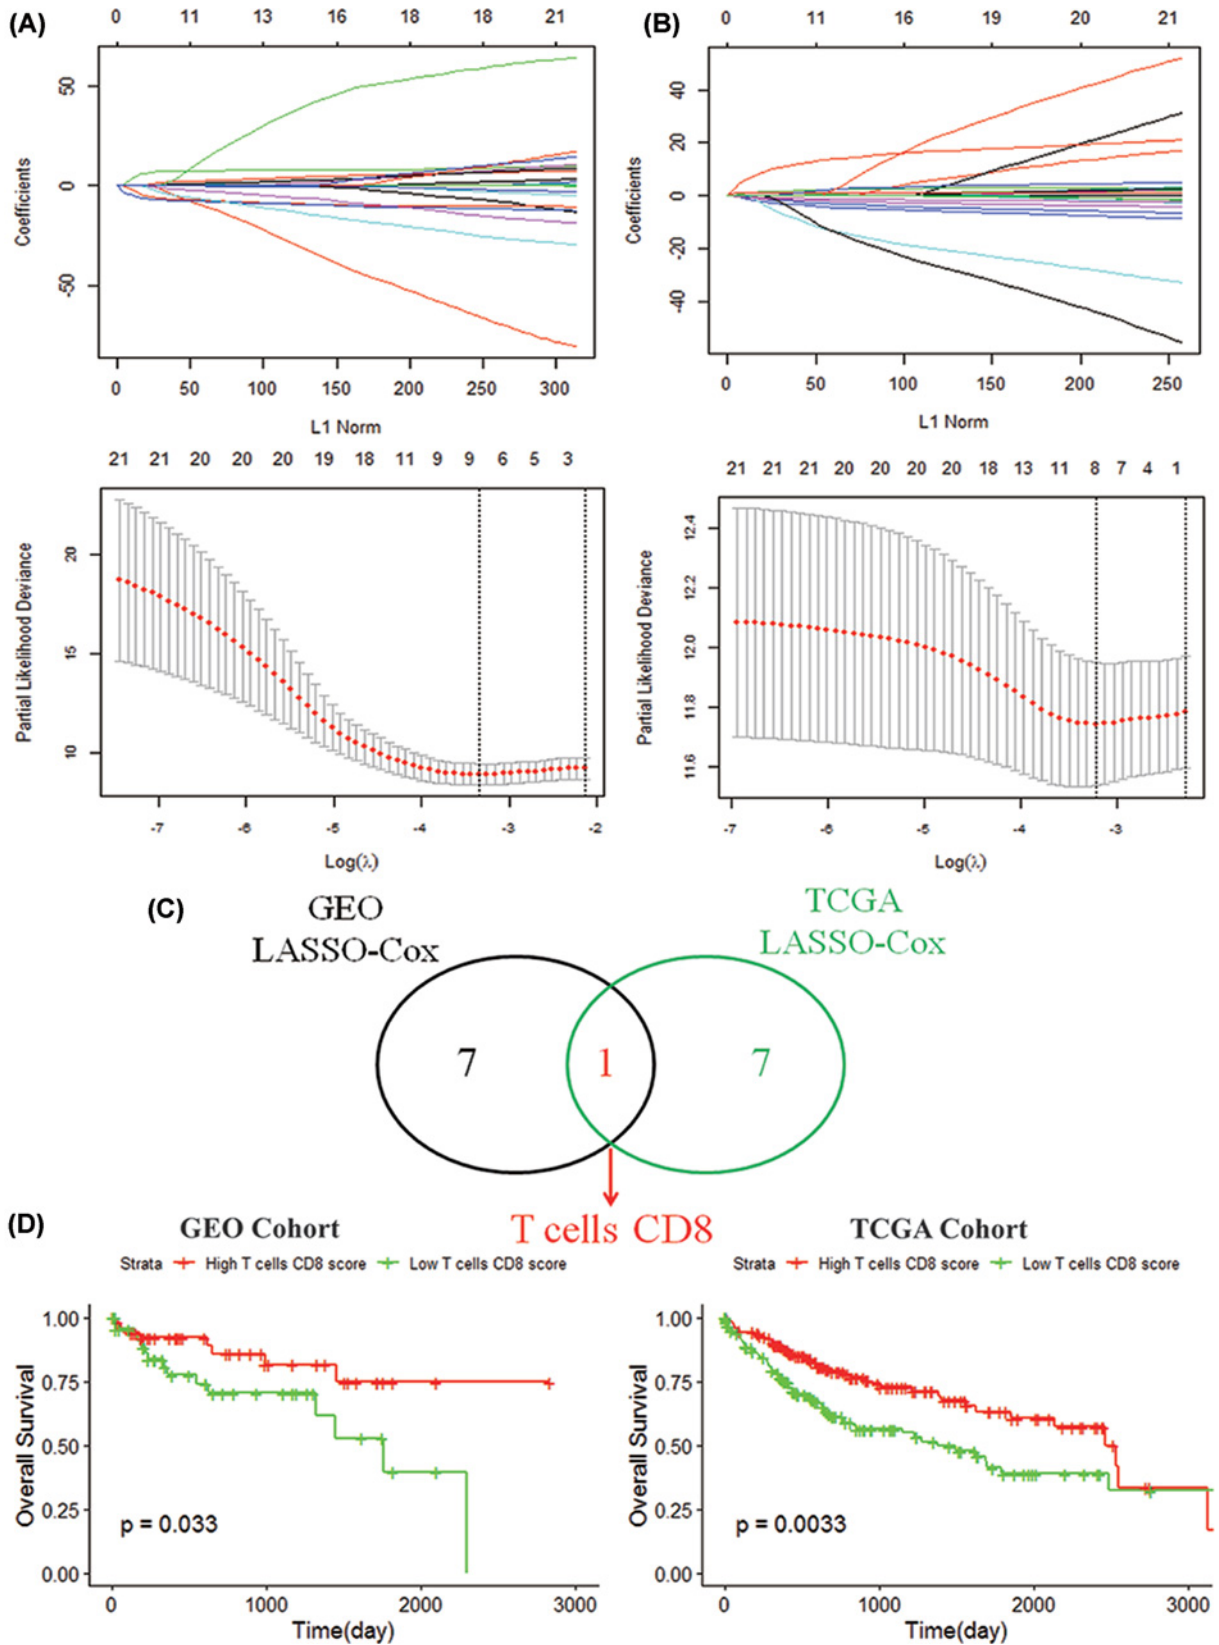 (A)
0 11 13 16 18 18 21
Coefficients
50
0
-50
0 50 100 150 200 250 300
L1 Norm
21 21 20 20 20 19 18 11 9 9 6 5 3
Partial Likelihood Deviance
20
15
10
-7 -6 -5 -4 -3 -2
Log(λ)
(B)
0 11 16 19 20 21
Coefficients
40
20
0
-20
-40
0 50 100 150 200 250
L1 Norm
21 21 21 20 20 20 20 18 13 11 8 7 4 1
Partial Likelihood Deviance
12.4
12.2
12.0
11.8
11.6
-7 -6 -5 -4 -3
Log(λ)
(C)
GEO
LASSO-Cox
TCGA
LASSO-Cox
7 1 7
T cells CD8
(D)
GEO Cohort
Strata High T cells CD8 score Low T cells CD8 score
Overall Survival
1.00
0.75
0.50
0.25
0.00
p = 0.033
0 1000 2000 3000
Time(day)
TCGA Cohort
Strata High T cells CD8 score Low T cells CD8 score
Overall Survival
1.00
0.75
0.50
0.25
0.00
p = 0.0033
0 1000 2000 3000
Time(day)